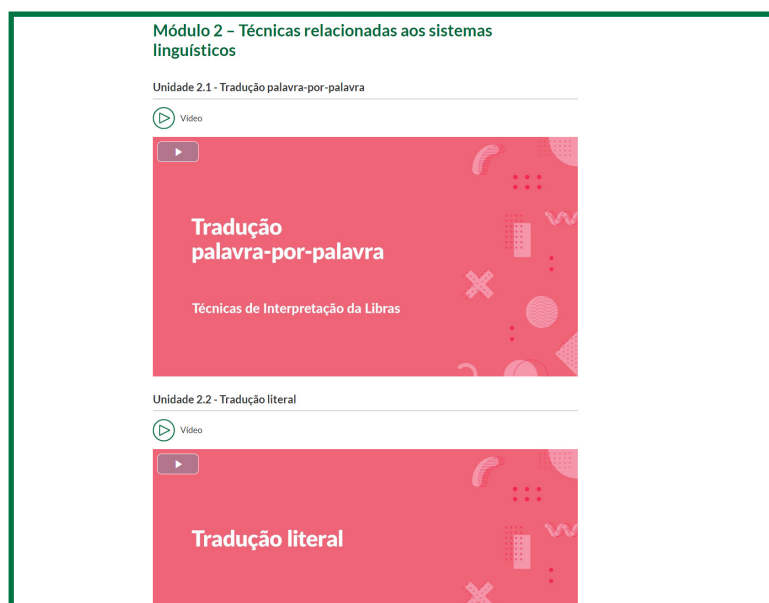 Módulo 2 – Técnicas relacionadas aos sistemas
linguísticos
Unidade 2.1 - Tradução palavra-por-palavra
Vídeo
Tradução
palavra-por-palavra
Técnicas de Interpretação da Libras
Unidade 2.2 - Tradução literal
Vídeo
Tradução literal